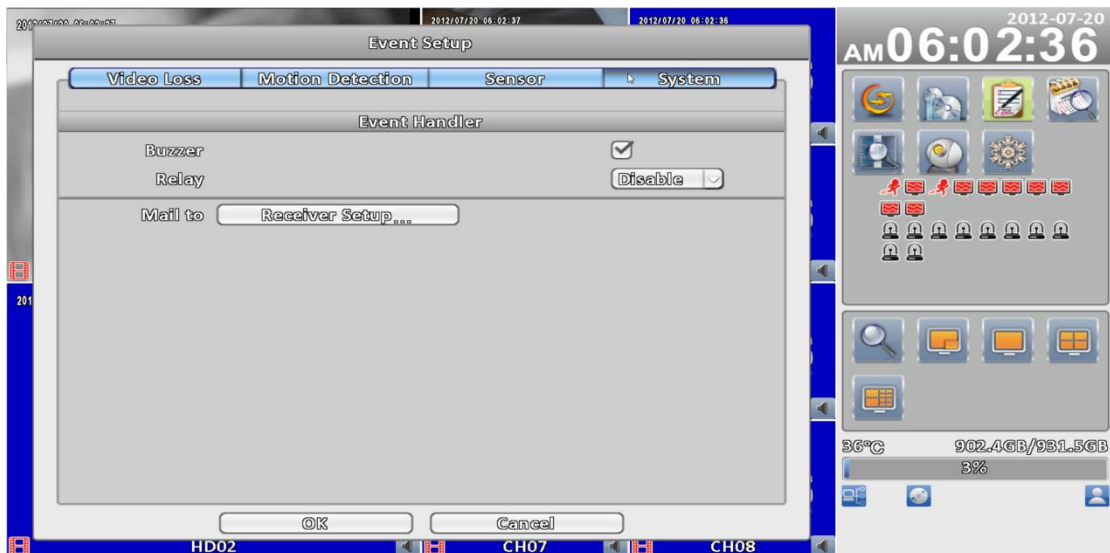 2012/07/20 06:02:37
2012/07/20 06:02:36
2012-07-20
AM06:02:36
Event Setup
Video Loss
Motion Detection
Sensor
System
Event Handler
Buzzer
Relay
Disable
Mail to
Receiver Setup...
201
36°C
902.4GB/931.5GB
3%
OK
Cancel
HD02
CH07
CH08